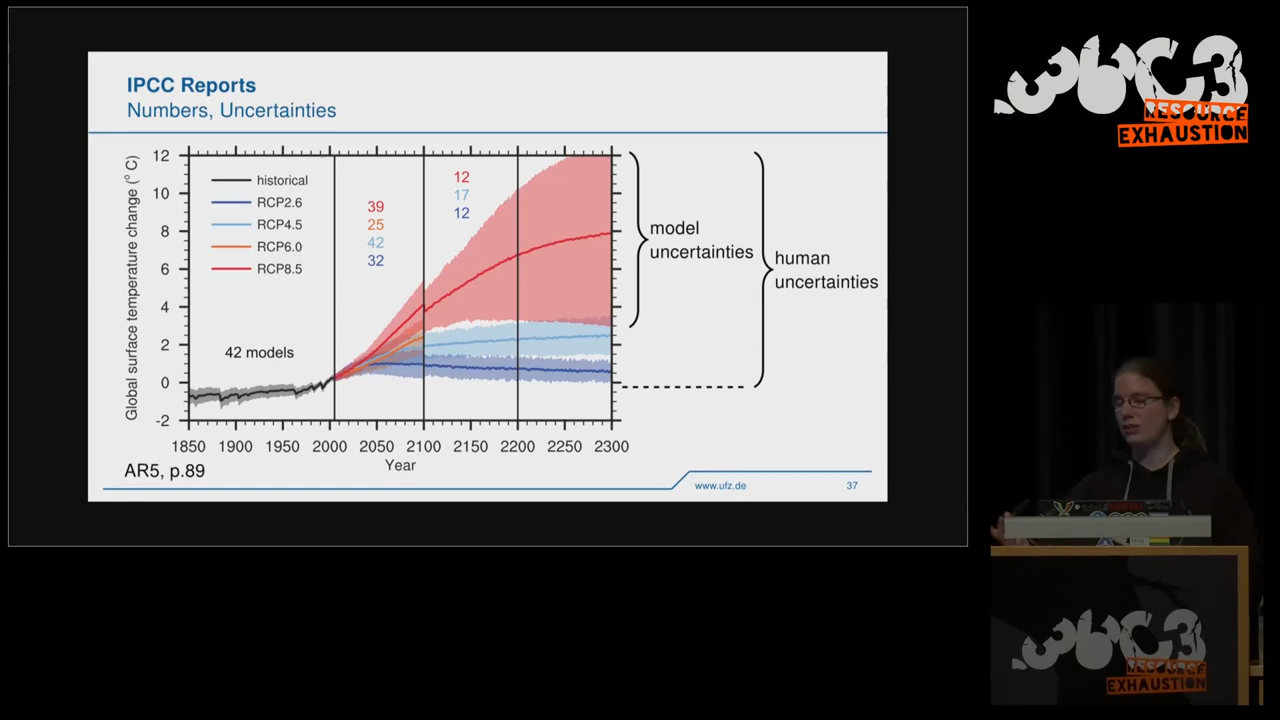 IPCC Reports
Numbers, Uncertainties
Global surface temperature change (° C)
12
10
8
6
4
2
0
-2
historical
RCP2.6
RCP4.5
RCP6.0
RCP8.5
39
25
42
32
12
17
12
42 models
model
uncertainties
human
uncertainties
1850 1900 1950 2000 2050 2100 2150 2200 2250 2300
Year
AR5, p.89
www.ufz.de
37
36C3
RESOURCE
EXHAUSTION
36C3
RESOURCE
EXHAUSTION